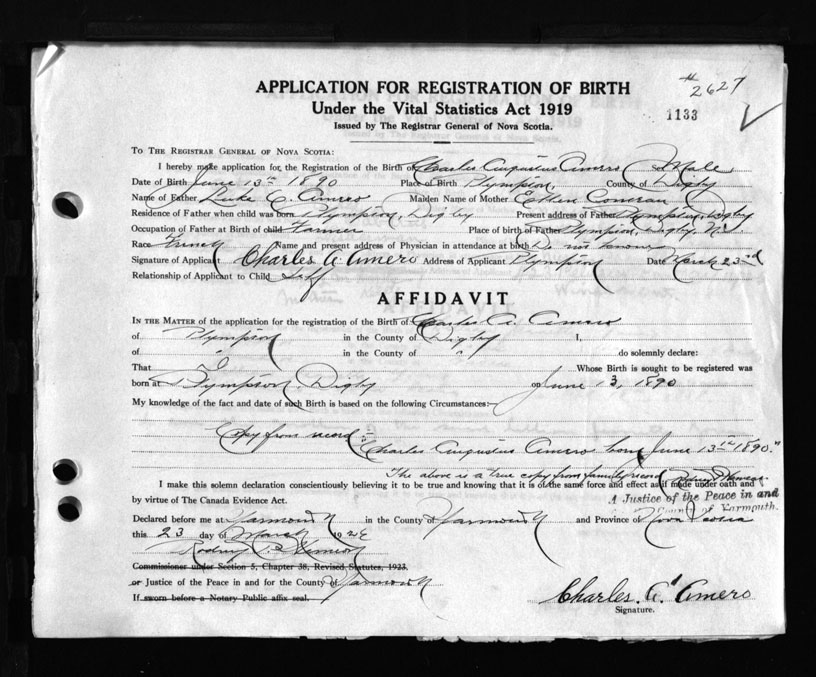 # 2627
APPLICATION FOR REGISTRATION OF BIRTH
Under the Vital Statistics Act 1919
1133
Issued by The Registrar General of Nova Scotia.
TO THE REGISTRAR GENERAL OF NOVA SCOTIA:
I hereby make application for the Registration of the Birth of Charles Augustus Amero Male
Date of Birth June 13th 1890 Place of Birth Plympton, County of Digby
Name of Father Luke Amero Maiden Name of Mother Comeau
Residence of Father when child was born Plympton, Digby Present address of Father Plympton, Digby
Occupation of Father at Birth of child Farmer Place of birth of Father Plympton, Digby, N.S.
Race French Name and present address of Physician in attendance at birth Do not know
Signature of Applicant Charles A. Amero Address of Applicant Plympton Date March 23rd
Relationship of Applicant to Child Self
AFFIDAVIT
IN THE MATTER of the application for the registration of the Birth of Charles A. Amero
of Plympton in the County of Digby I,
of " in the County of " do solemnly declare:
That I Whose Birth is sought to be registered was
born at Plympton, Digby on June 13, 1890
My knowledge of the fact and date of such Birth is based on the following Circumstances:-
Copy from record:-
"Charles Augustus Amero born June 13th 1890."
The above is a true copy from family record
I make this solemn declaration conscientiously believing it to be true and knowing that it is of the same force and effect as if made under oath and
A Justice of the Peace in and
by virtue of The Canada Evidence Act.
County of Yarmouth.
Declared before me at Yarmouth in the County of Yarmouth and Province of Nova Scotia
this 23 day of March 192
Rodney
Commissioner under Section 5, Chapter 38, Revised Statutes, 1923.
or Justice of the Peace in and for the County of Yarmouth
If sworn before a Notary Public affix seal.
Charles A. Amero
Signature.